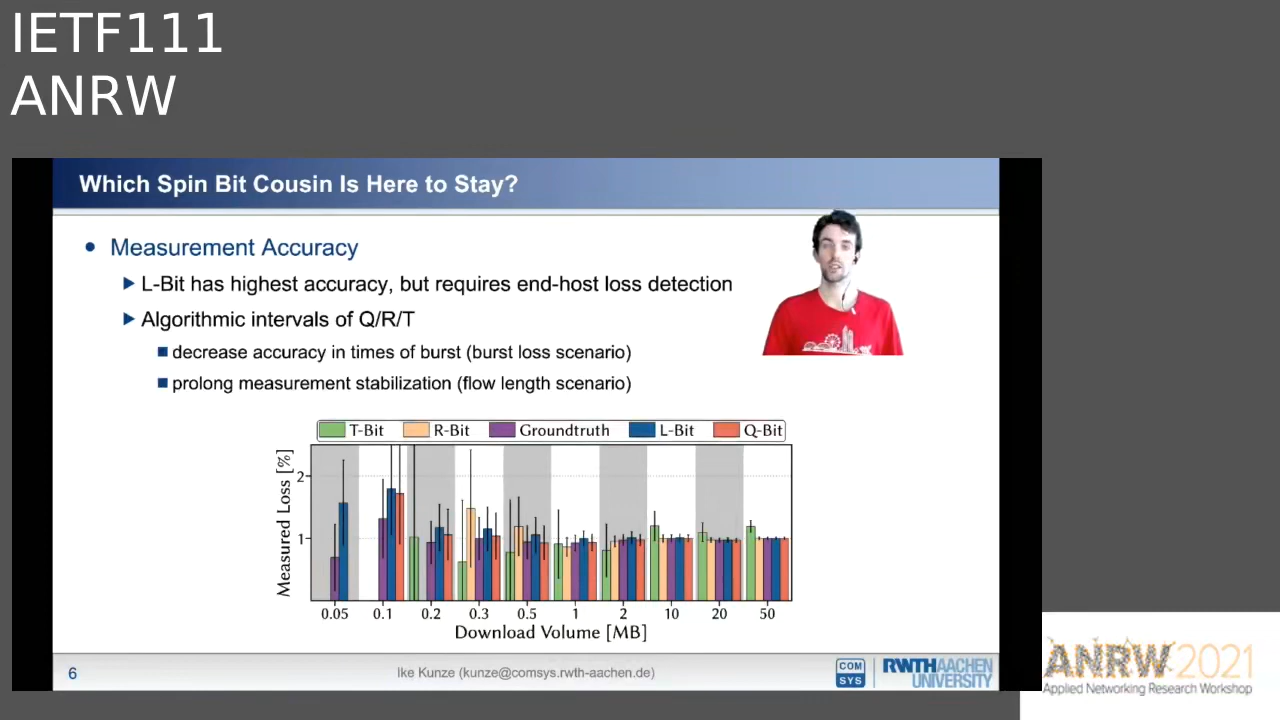 IETF111
ANRW
Which Spin Bit Cousin Is Here to Stay?
Measurement Accuracy
L-Bit has highest accuracy, but requires end-host loss detection
Algorithmic intervals of Q/R/T
decrease accuracy in times of burst (burst loss scenario)
prolong measurement stabilization (flow length scenario)
T-Bit R-Bit Groundtruth L-Bit Q-Bit
Measured Loss [%]
2
1
0.05 0.1 0.2 0.3 0.5 1 2 10 20 50
Download Volume [MB]
6
Ike Kunze (kunze@comsys.rwth-aachen.de)
COM
SYS
RWTHAACHEN
UNIVERSITY
ANRW2021
Applied Networking Research Workshop